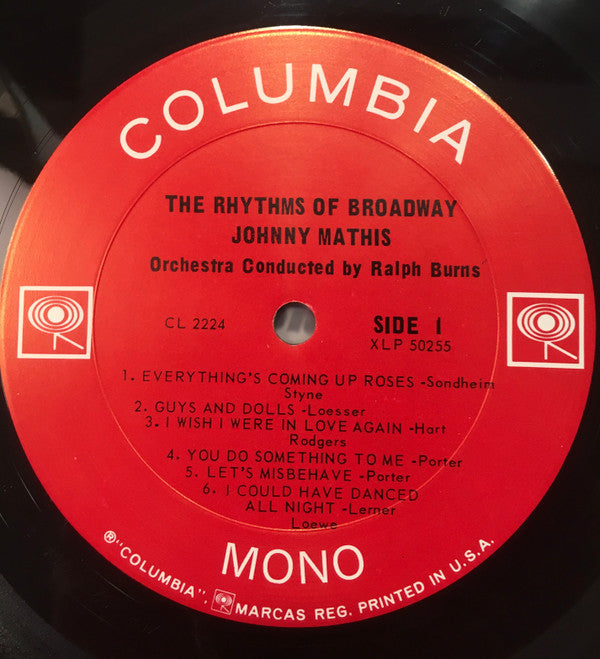 COLUMBIA
THE RHYTHMS OF BROADWAY
JOHNNY MATHIS
Orchestra Conducted by Ralph Burns
CL 2224
SIDE 1
XLP 50255
1. EVERYTHING'S COMING UP ROSES -Sondheim
Styne
2. GUYS AND DOLLS -Loesser
3. I WISH I WERE IN LOVE AGAIN -Hart
Rodgers
4. YOU DO SOMETHING TO ME -Porter
5. LET'S MISBEHAVE -Porter
6. I COULD HAVE DANCED
ALL NIGHT -Lerner
Loewe
MONO
®"COLUMBIA", MARCAS REG. PRINTED IN U.S.A.